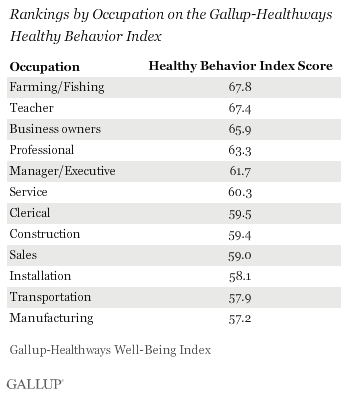 Rankings by Occupation on the Gallup-Healthways
Healthy Behavior Index
Occupation Healthy Behavior Index Score
Farming/Fishing 67.8
Teacher 67.4
Business owners 65.9
Professional 63.3
Manager/Executive 61.7
Service 60.3
Clerical 59.5
Construction 59.4
Sales 59.0
Installation 58.1
Transportation 57.9
Manufacturing 57.2
Gallup-Healthways Well-Being Index
GALLUP®